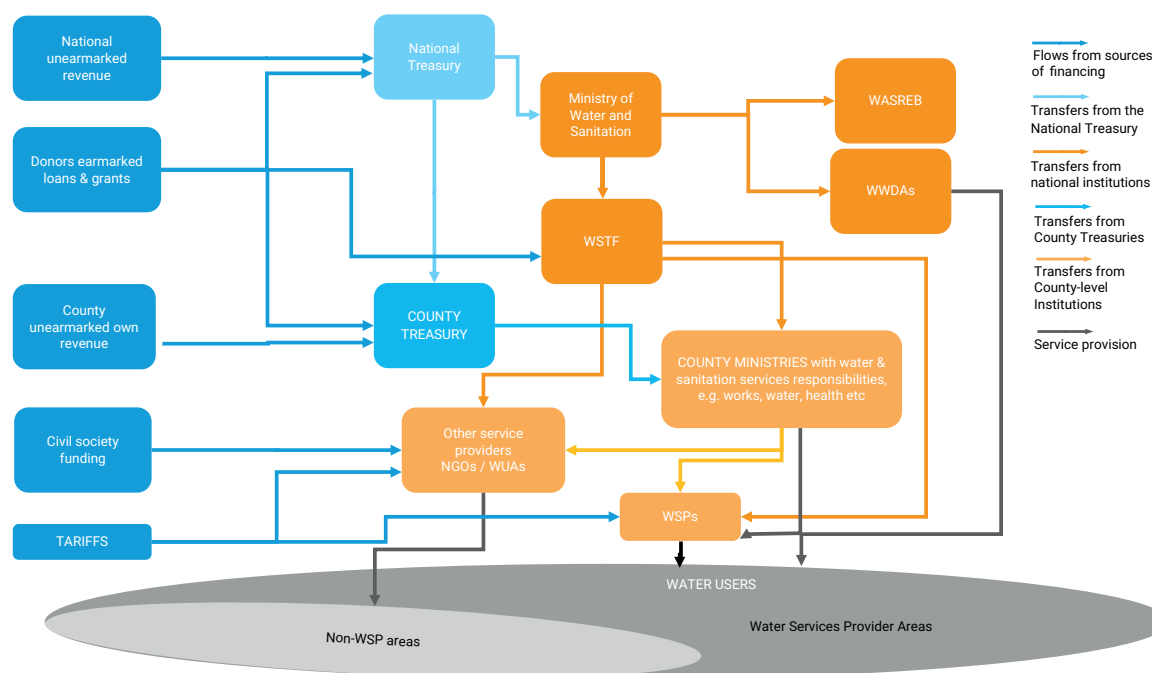 National
unearmarked
revenue
National
Treasury
Ministry of
Water and
Sanitation
WASREB
Donors earmarked
loans & grants
WWDAs
WSTF
County
unearmarked own
revenue
COUNTY
TREASURY
COUNTY MINISTRIES with water &
sanitation services responsibilities,
e.g. works, water, health etc
Civil society
funding
Other service
providers
NGOs / WUAs
WSPs
TARIFFS
WATER USERS
Water Services Provider Areas
Non-WSP areas
Flows from sources
of financing
Transfers from the
National Treasury
Transfers from
national institutions
Transfers from
County Treasuries
Transfers from
County-level
Institutions
Service provision